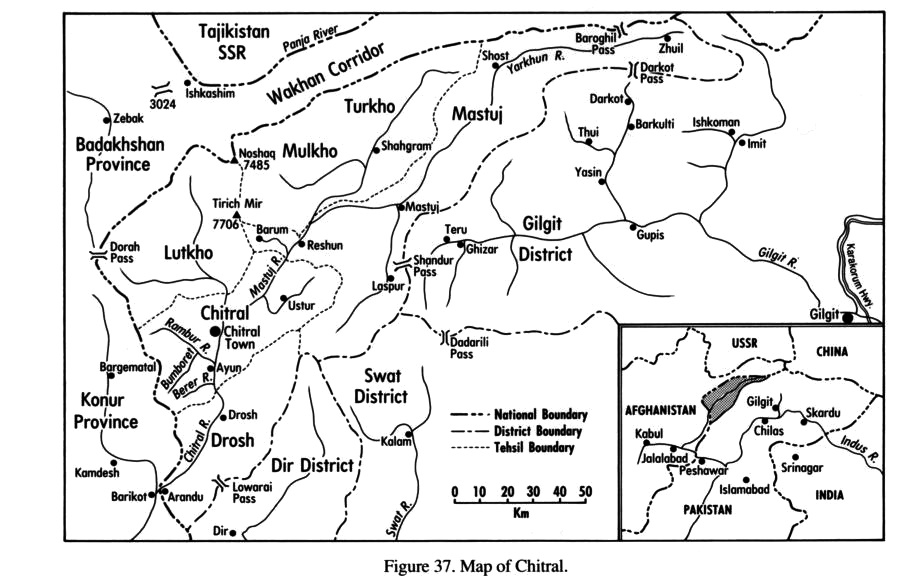 Tajikistan
SSR
Panja River
Baroghil
Pass
Zhuil
Shost
Yarkhun R.
Wakhan Corridor
Darkot
Pass
3024
Ishkashim
Zebak
Badakhshan
Province
Turkho
Mastuj
Darkot
Barkulti
Ishkoman
Imit
Thui
Noshaq
7485
Mulkho
Shahgram
Yasin
Tirich Mir
7706
Mastuj
Barum
Reshun
Teru
Ghizar
Gilgit
District
Gupis
Dorah
Pass
Lutkho
Mastuj R.
Shandur
Pass
Laspur
Gilgit R.
Karakorum Hwy.
Ustur
Gilgit
Chitral
Chitral
Town
Rambur R.
Bumboret
Berer R.
Ayun
Dadarili
Pass
Bargematal
Konur
Province
Swat
District
Drosh
Chitral R.
Drosh
Kalam
Kamdesh
Dir District
Lowarai
Pass
Barikot
Arandu
Dir
Swat R.
National Boundary
District Boundary
Tehsil Boundary
0 10 20 30 40 50
Km
USSR
CHINA
AFGHANISTAN
Gilgit
Skardu
Chilas
Kabul
Jalalabad
Peshawar
Indus R.
Srinagar
Islamabad
INDIA
PAKISTAN
Figure 37. Map of Chitral.